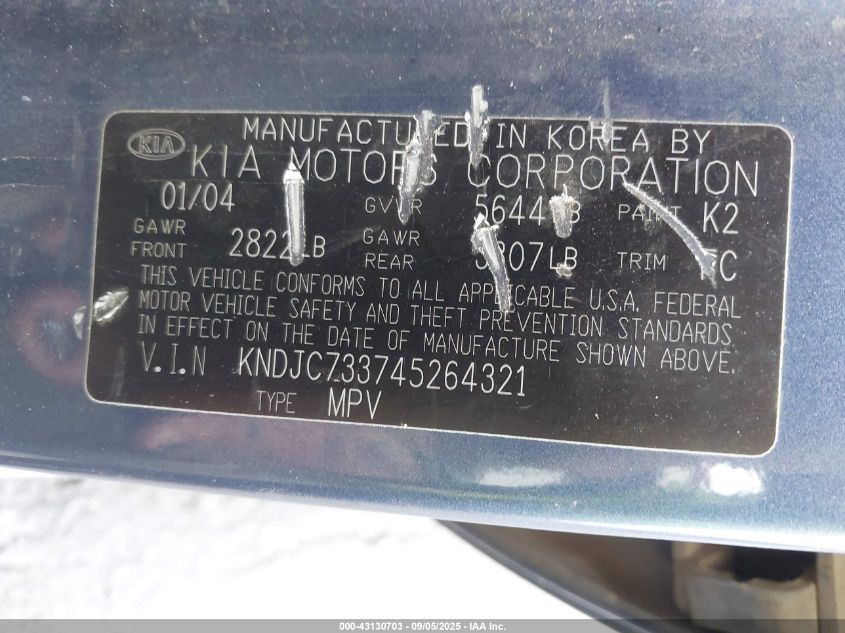 KIA
MANUFACTURED IN KOREA BY
KIA MOTORS CORPORATION
01/04 GVWR 5644LB PAINT K2
GAWR FRONT 2822LB GAWR REAR TRIM
THIS VEHICLE CONFORMS TO ALL APPLICABLE U.S.A. FEDERAL
MOTOR VEHICLE SAFETY AND THEFT PREVENTION STANDARDS
IN EFFECT ON THE DATE OF MANUFACTURE SHOWN ABOVE.
V.I.N KNDJC733745264321
TYPE MPV
000-43130703 - 09/05/2025 - IAA Inc.